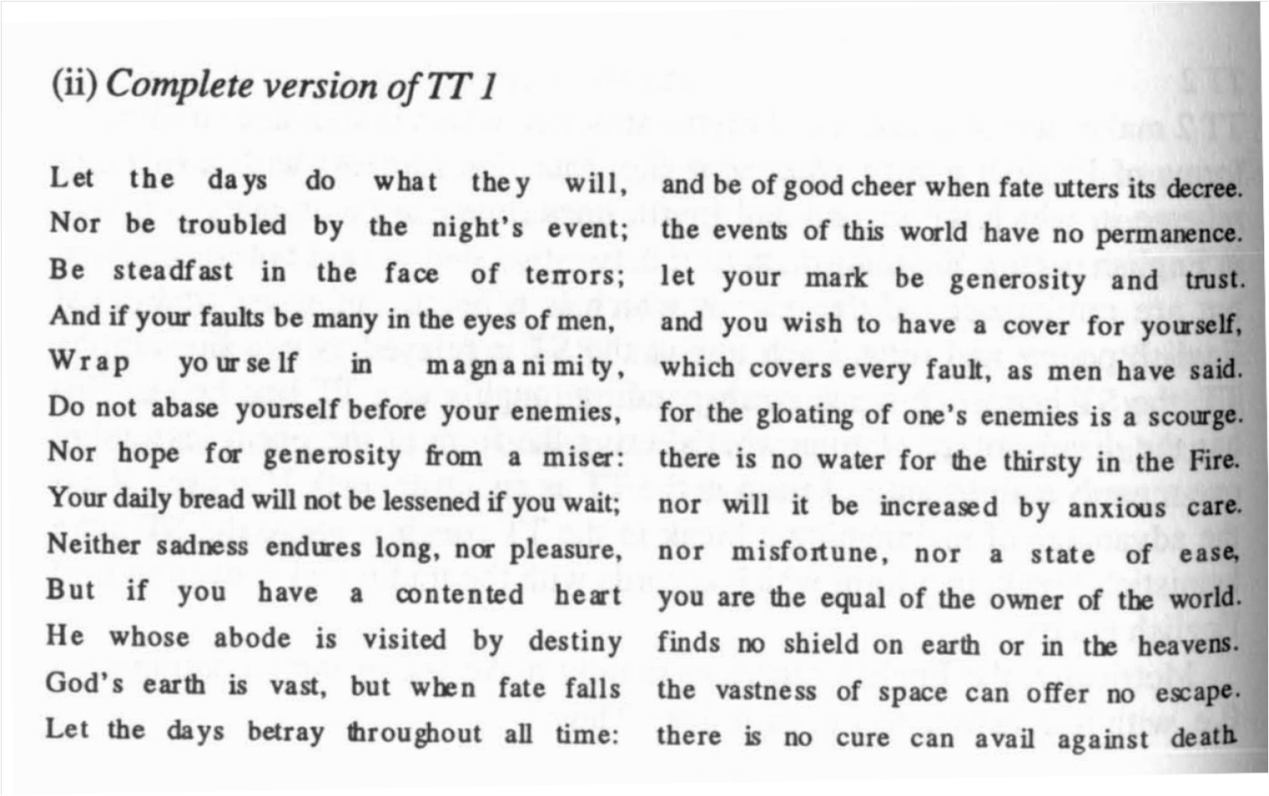 (ii) Complete version of TT 1
Let the days do what they will, and be of good cheer when fate utters its decree.
Nor be troubled by the night's event; the events of this world have no permanence.
Be steadfast in the face of terrors; let your mark be generosity and trust.
And if your faults be many in the eyes of men, and you wish to have a cover for yourself,
Wrap yourself in magnanimity, which covers every fault, as men have said.
Do not abase yourself before your enemies, for the gloating of one's enemies is a scourge.
Nor hope for generosity from a miser: there is no water for the thirsty in the Fire.
Your daily bread will not be lessened if you wait; nor will it be increased by anxious care.
Neither sadness endures long, nor pleasure, nor misfortune, nor a state of ease,
But if you have a contented heart you are the equal of the owner of the world.
He whose abode is visited by destiny finds no shield on earth or in the heavens.
God's earth is vast, but when fate falls the vastness of space can offer no escape.
Let the days betray throughout all time: there is no cure can avail against death